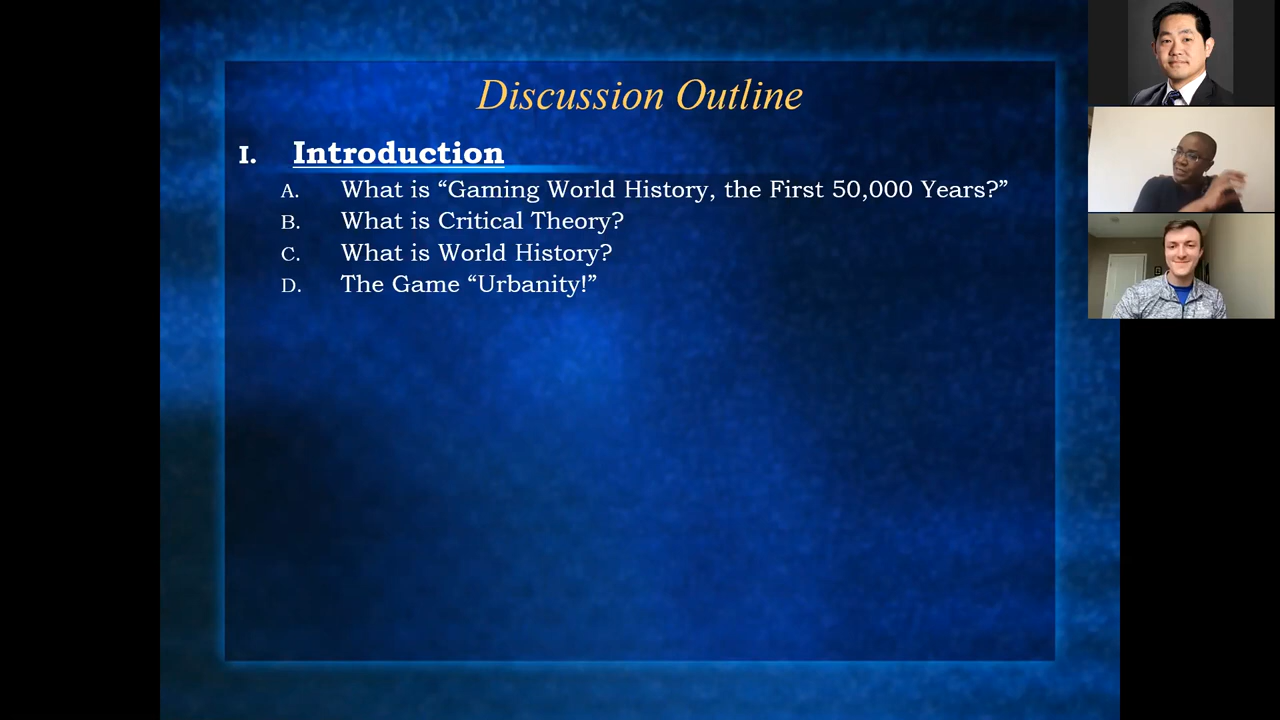 Discussion Outline
I. Introduction
A. What is “Gaming World History, the First 50,000 Years?”
B. What is Critical Theory?
C. What is World History?
D. The Game “Urbanity!”